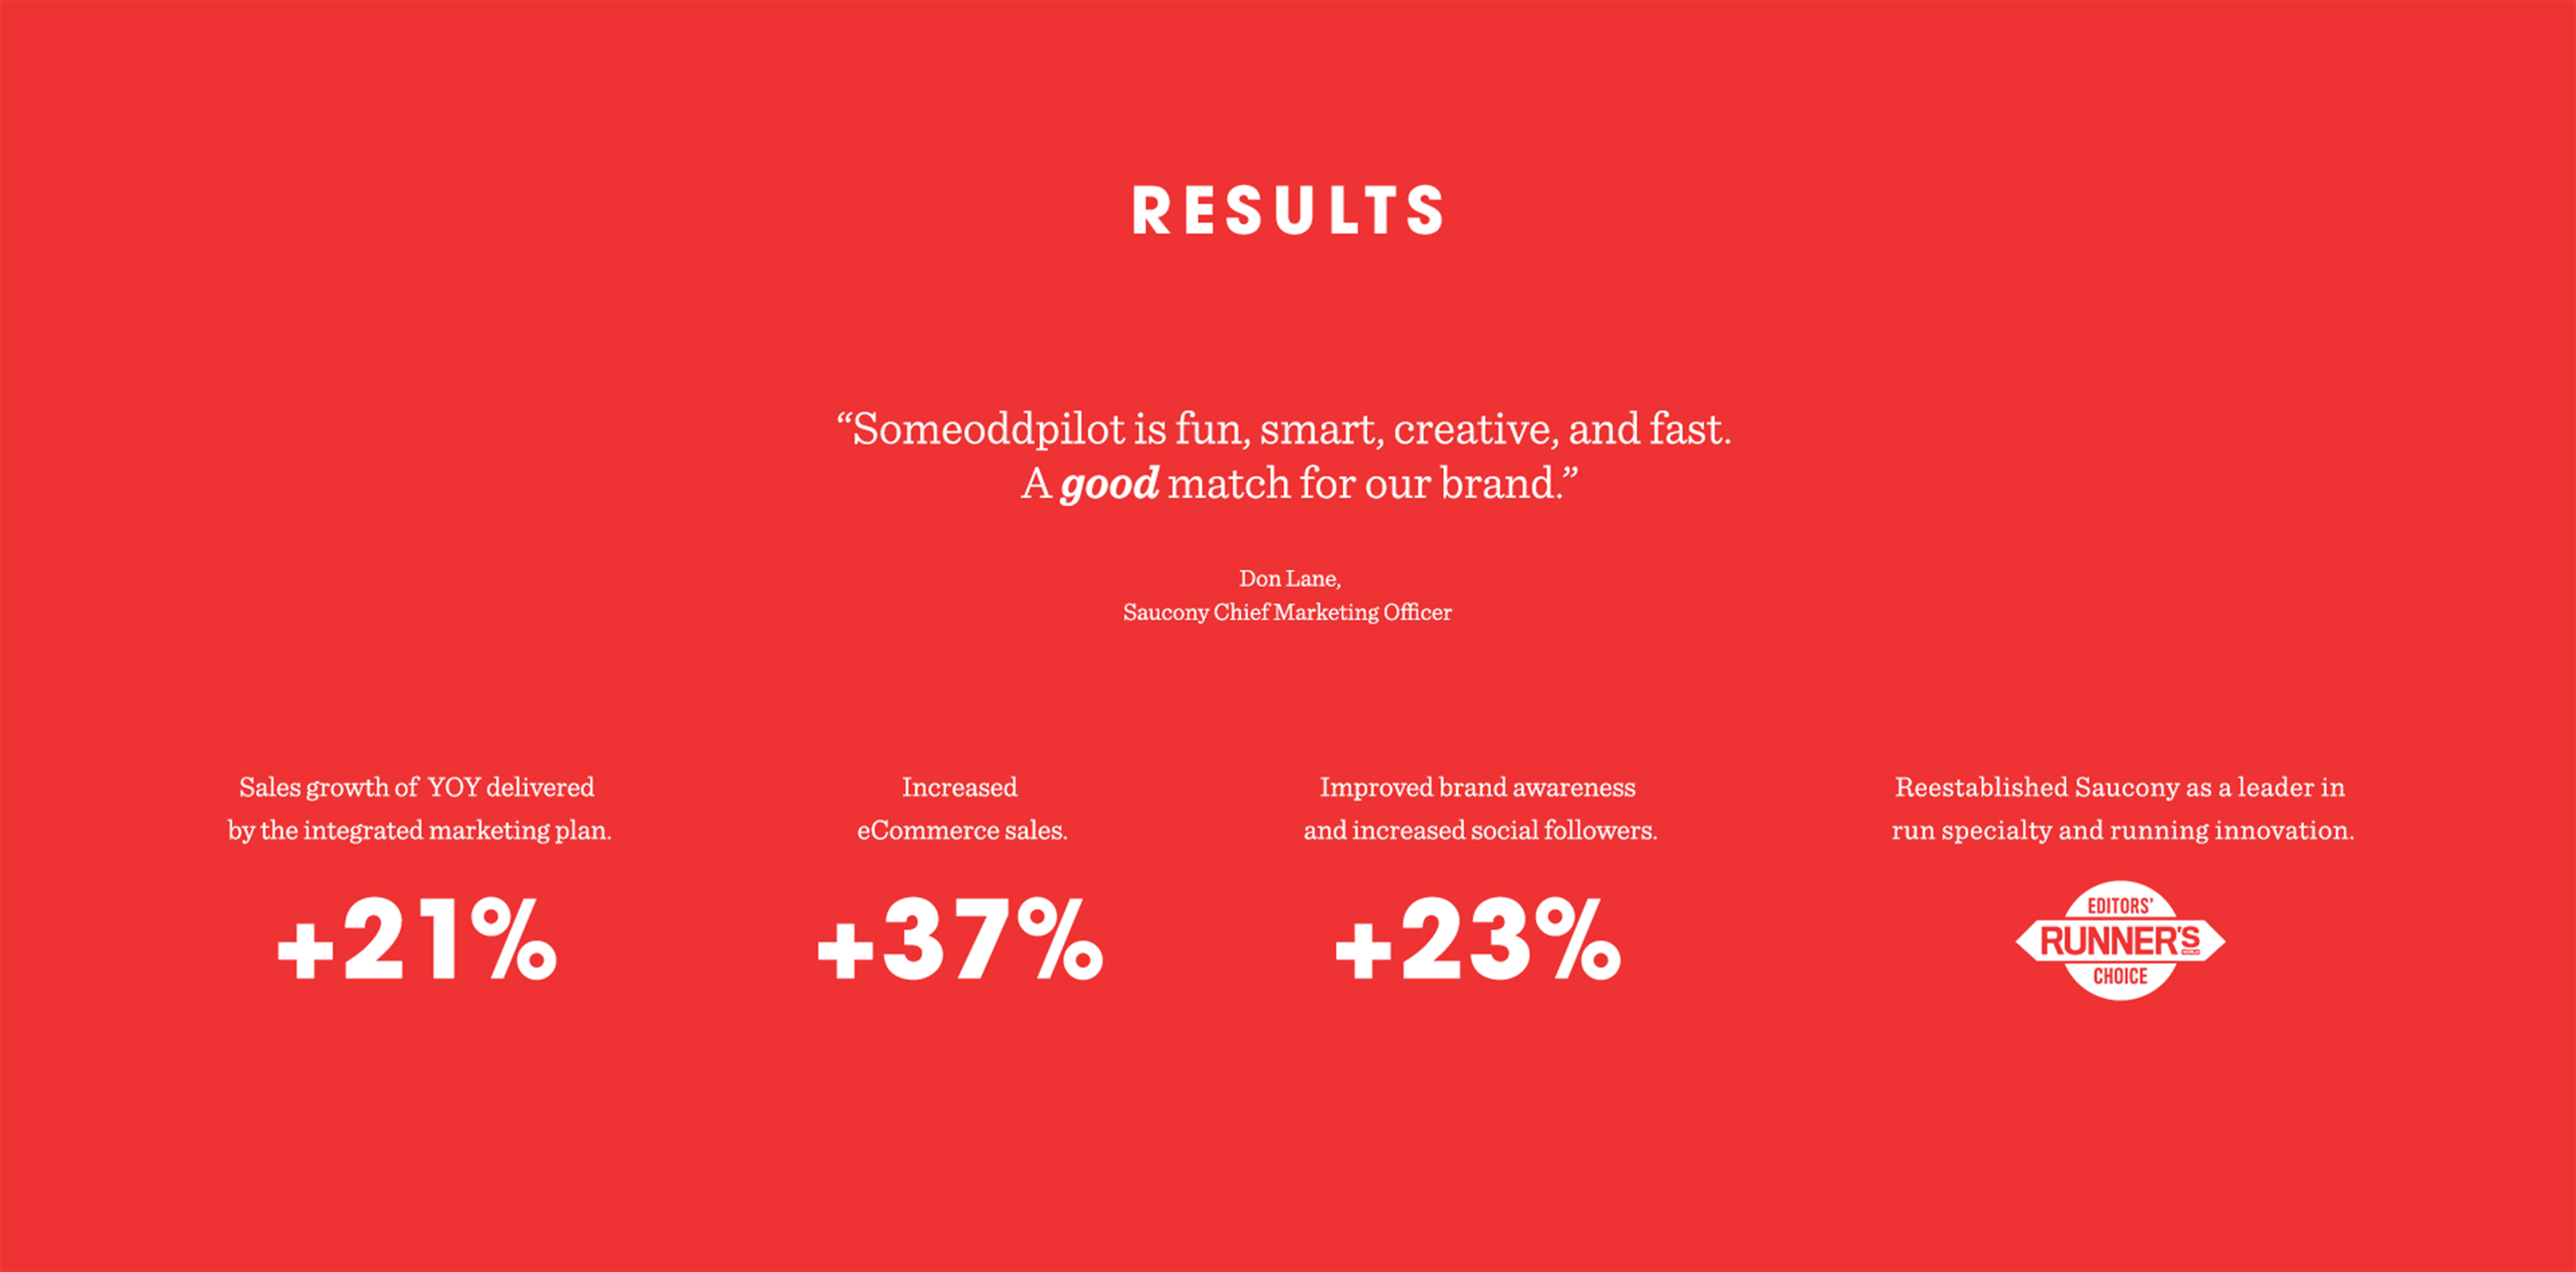 RESULTS
“Someoddpilot is fun, smart, creative, and fast.
A good match for our brand.”
Don Lane,
Saucony Chief Marketing Officer
Sales growth of YOY delivered
by the integrated marketing plan.
+21%
Increased
eCommerce sales.
+37%
Improved brand awareness
and increased social followers.
+23%
Reestablished Saucony as a leader in
run specialty and running innovation.
EDITORS’
RUNNER'S
WORLD
CHOICE